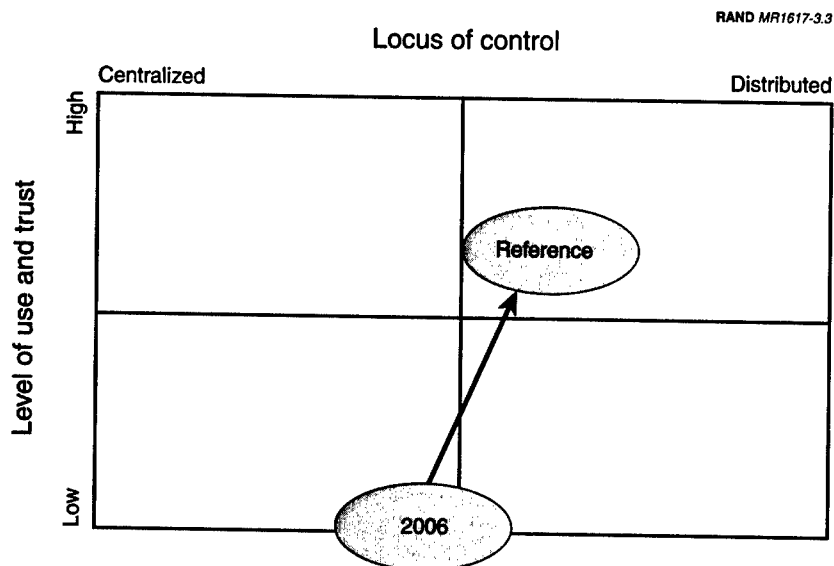 RAND MR1617-3.3
Locus of control
Centralized
Distributed
High
Level of use and trust
Reference
Low
2006